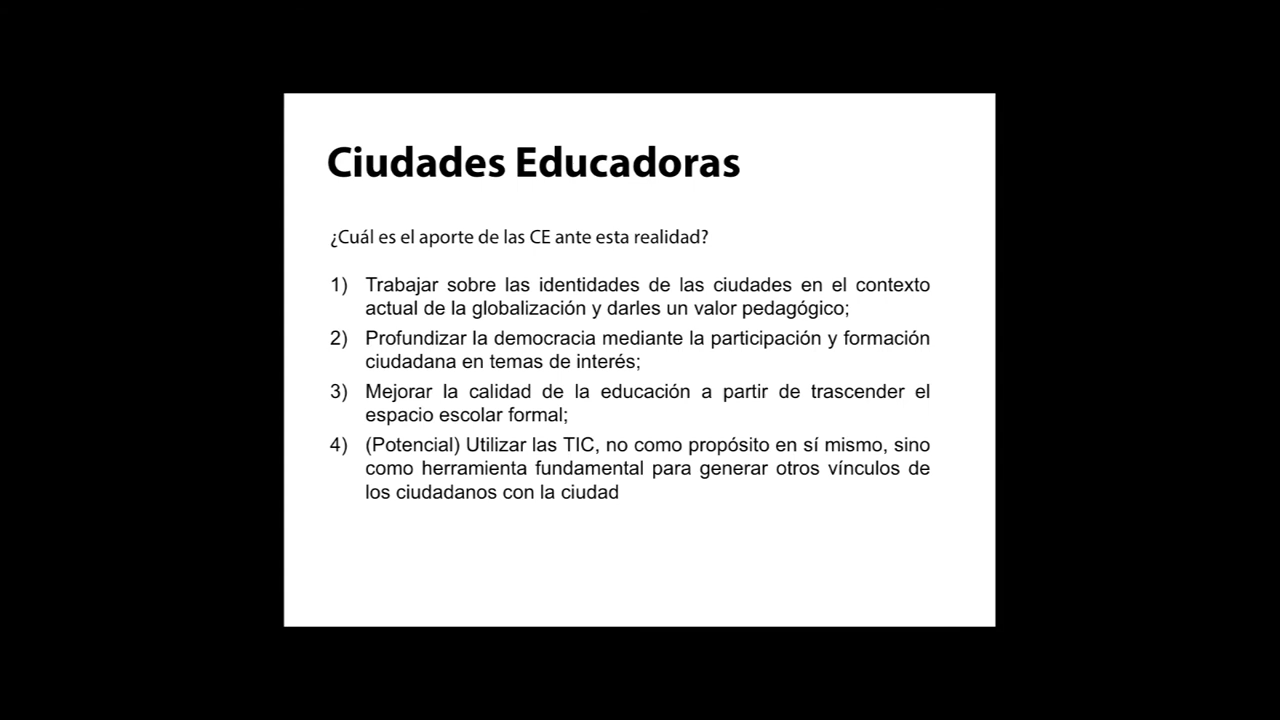 Ciudades Educadoras
¿Cuál es el aporte de las CE ante esta realidad?
1) Trabajar sobre las identidades de las ciudades en el contexto
actual de la globalización y darles un valor pedagógico;
2) Profundizar la democracia mediante la participación y formación
ciudadana en temas de interés;
3) Mejorar la calidad de la educación a partir de trascender el
espacio escolar formal;
4) (Potencial) Utilizar las TIC, no como propósito en sí mismo, sino
como herramienta fundamental para generar otros vínculos de
los ciudadanos con la ciudad